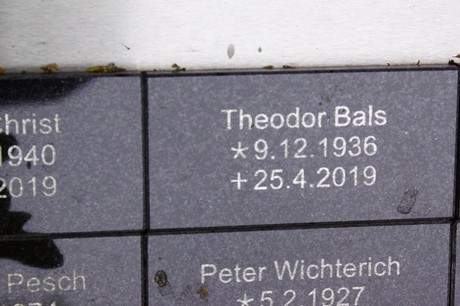 Christ
1940
2019
Theodor Bals
*9.12.1936
+25.4.2019
Pesch
Peter Wichterich
*5.2.1927